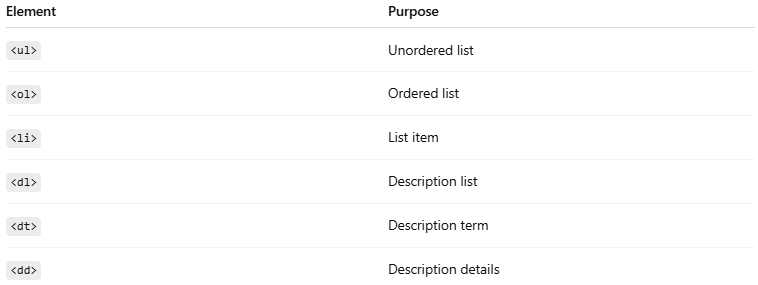 Element Purpose
<ul> Unordered list
<ol> Ordered list
<li> List item
<dl> Description list
<dt> Description term
<dd> Description details